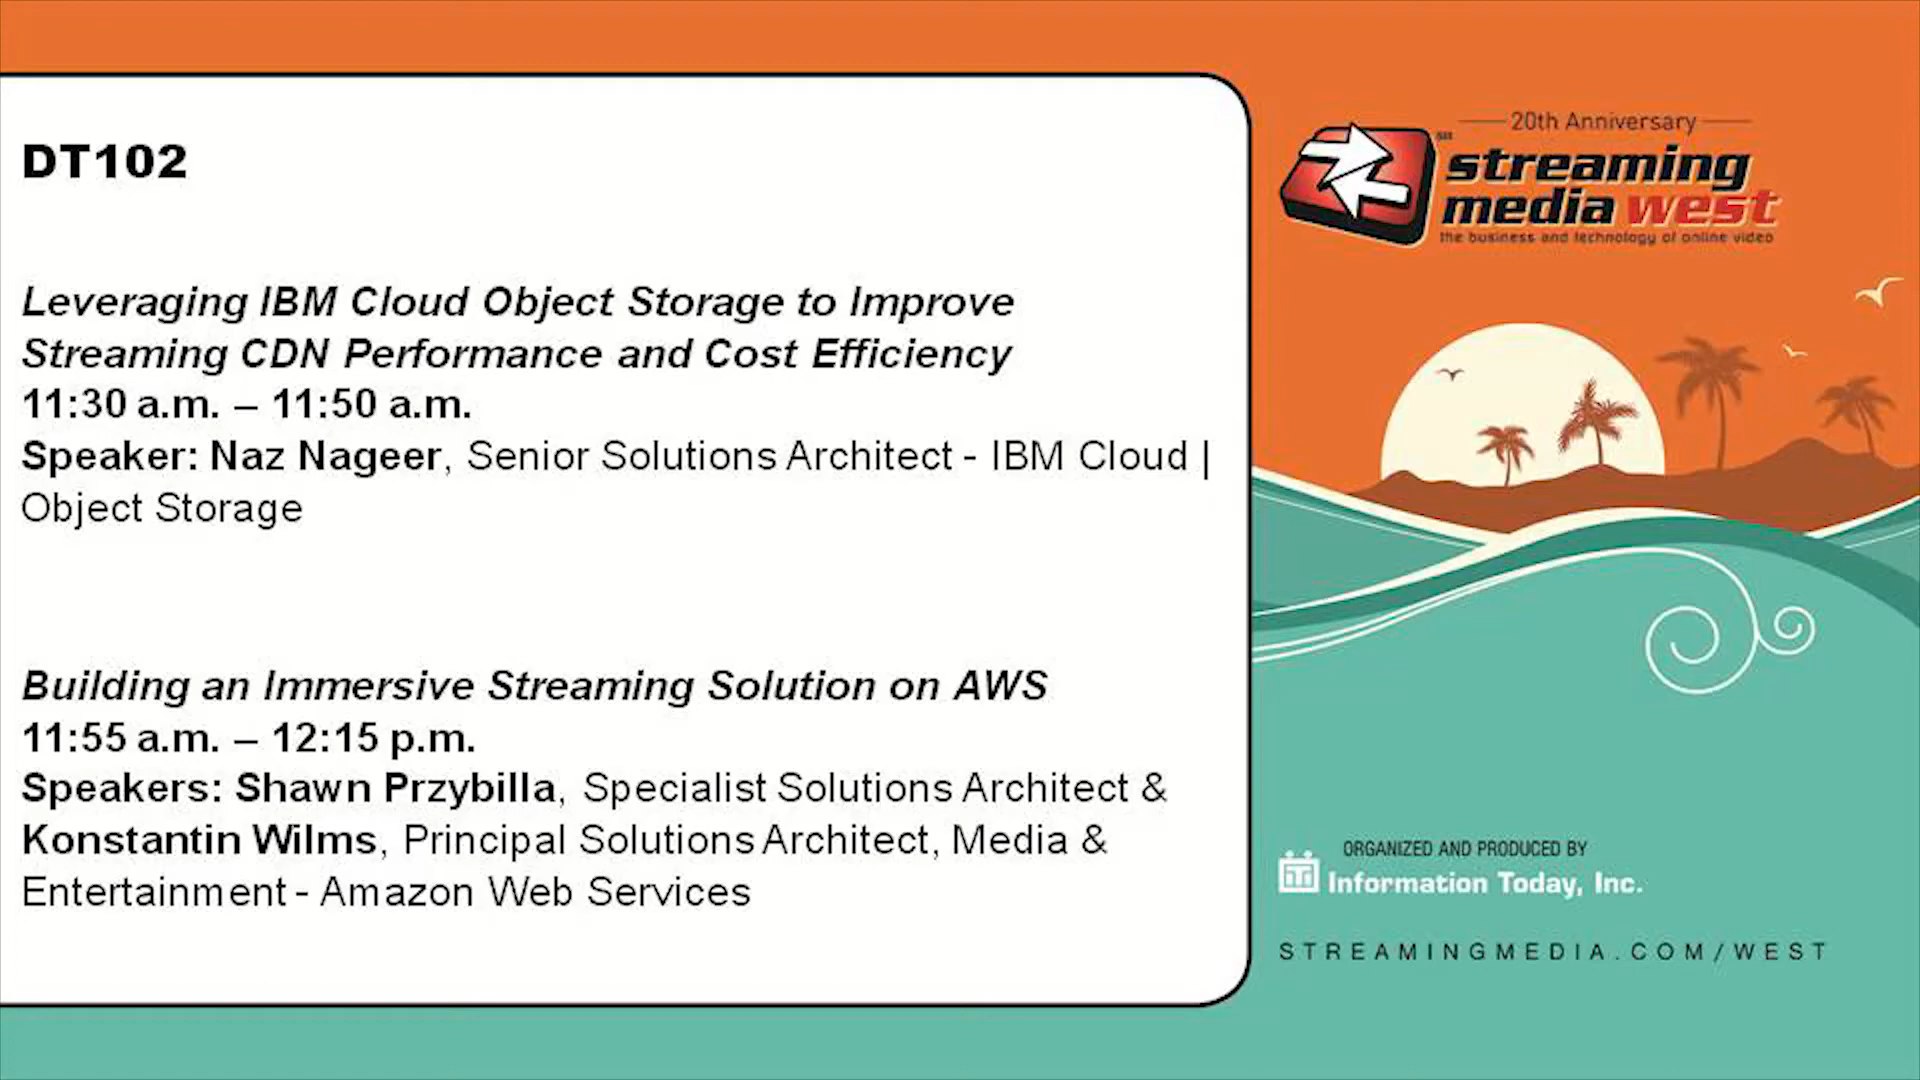 DT102
Leveraging IBM Cloud Object Storage to Improve
Streaming CDN Performance and Cost Efficiency
11:30 a.m. – 11:50 a.m.
Speaker: Naz Nageer, Senior Solutions Architect - IBM Cloud |
Object Storage
Building an Immersive Streaming Solution on AWS
11:55 a.m. – 12:15 p.m.
Speakers: Shawn Przybilla, Specialist Solutions Architect &
Konstantin Wilms, Principal Solutions Architect, Media &
Entertainment - Amazon Web Services
20th Anniversary
streaming
media west
the business and technology of online video
ORGANIZED AND PRODUCED BY
Information Today, Inc.
STREAMINGMEDIA.COM/WEST